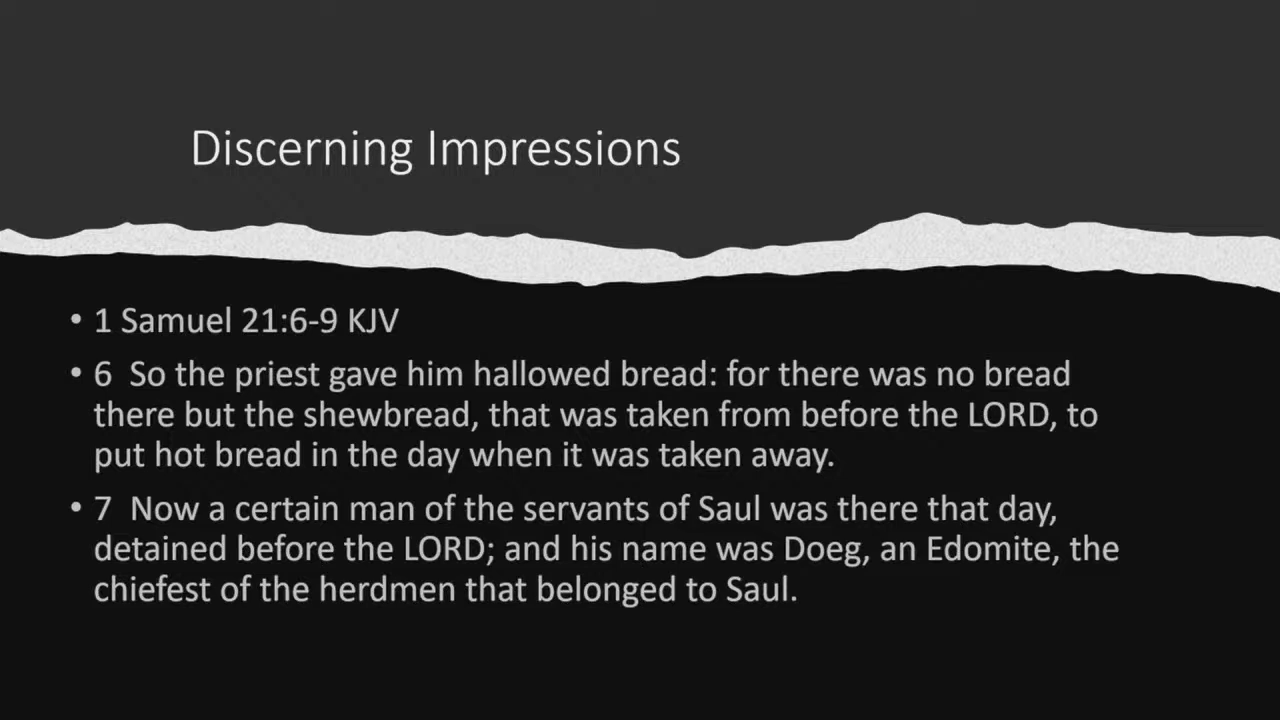 Discerning Impressions
• 1 Samuel 21:6-9 KJV
• 6  So the priest gave him hallowed bread: for there was no bread
there but the shewbread, that was taken from before the LORD, to
put hot bread in the day when it was taken away.
• 7  Now a certain man of the servants of Saul was there that day,
detained before the LORD; and his name was Doeg, an Edomite, the
chiefest of the herdmen that belonged to Saul.